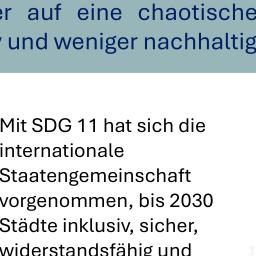 er auf eine chaotische
und weniger nachhaltig
Mit SDG 11 hat sich die
internationale
Staatengemeinschaft
vorgenommen, bis 2030
Städte inklusiv, sicher,
widerstandsfähig und